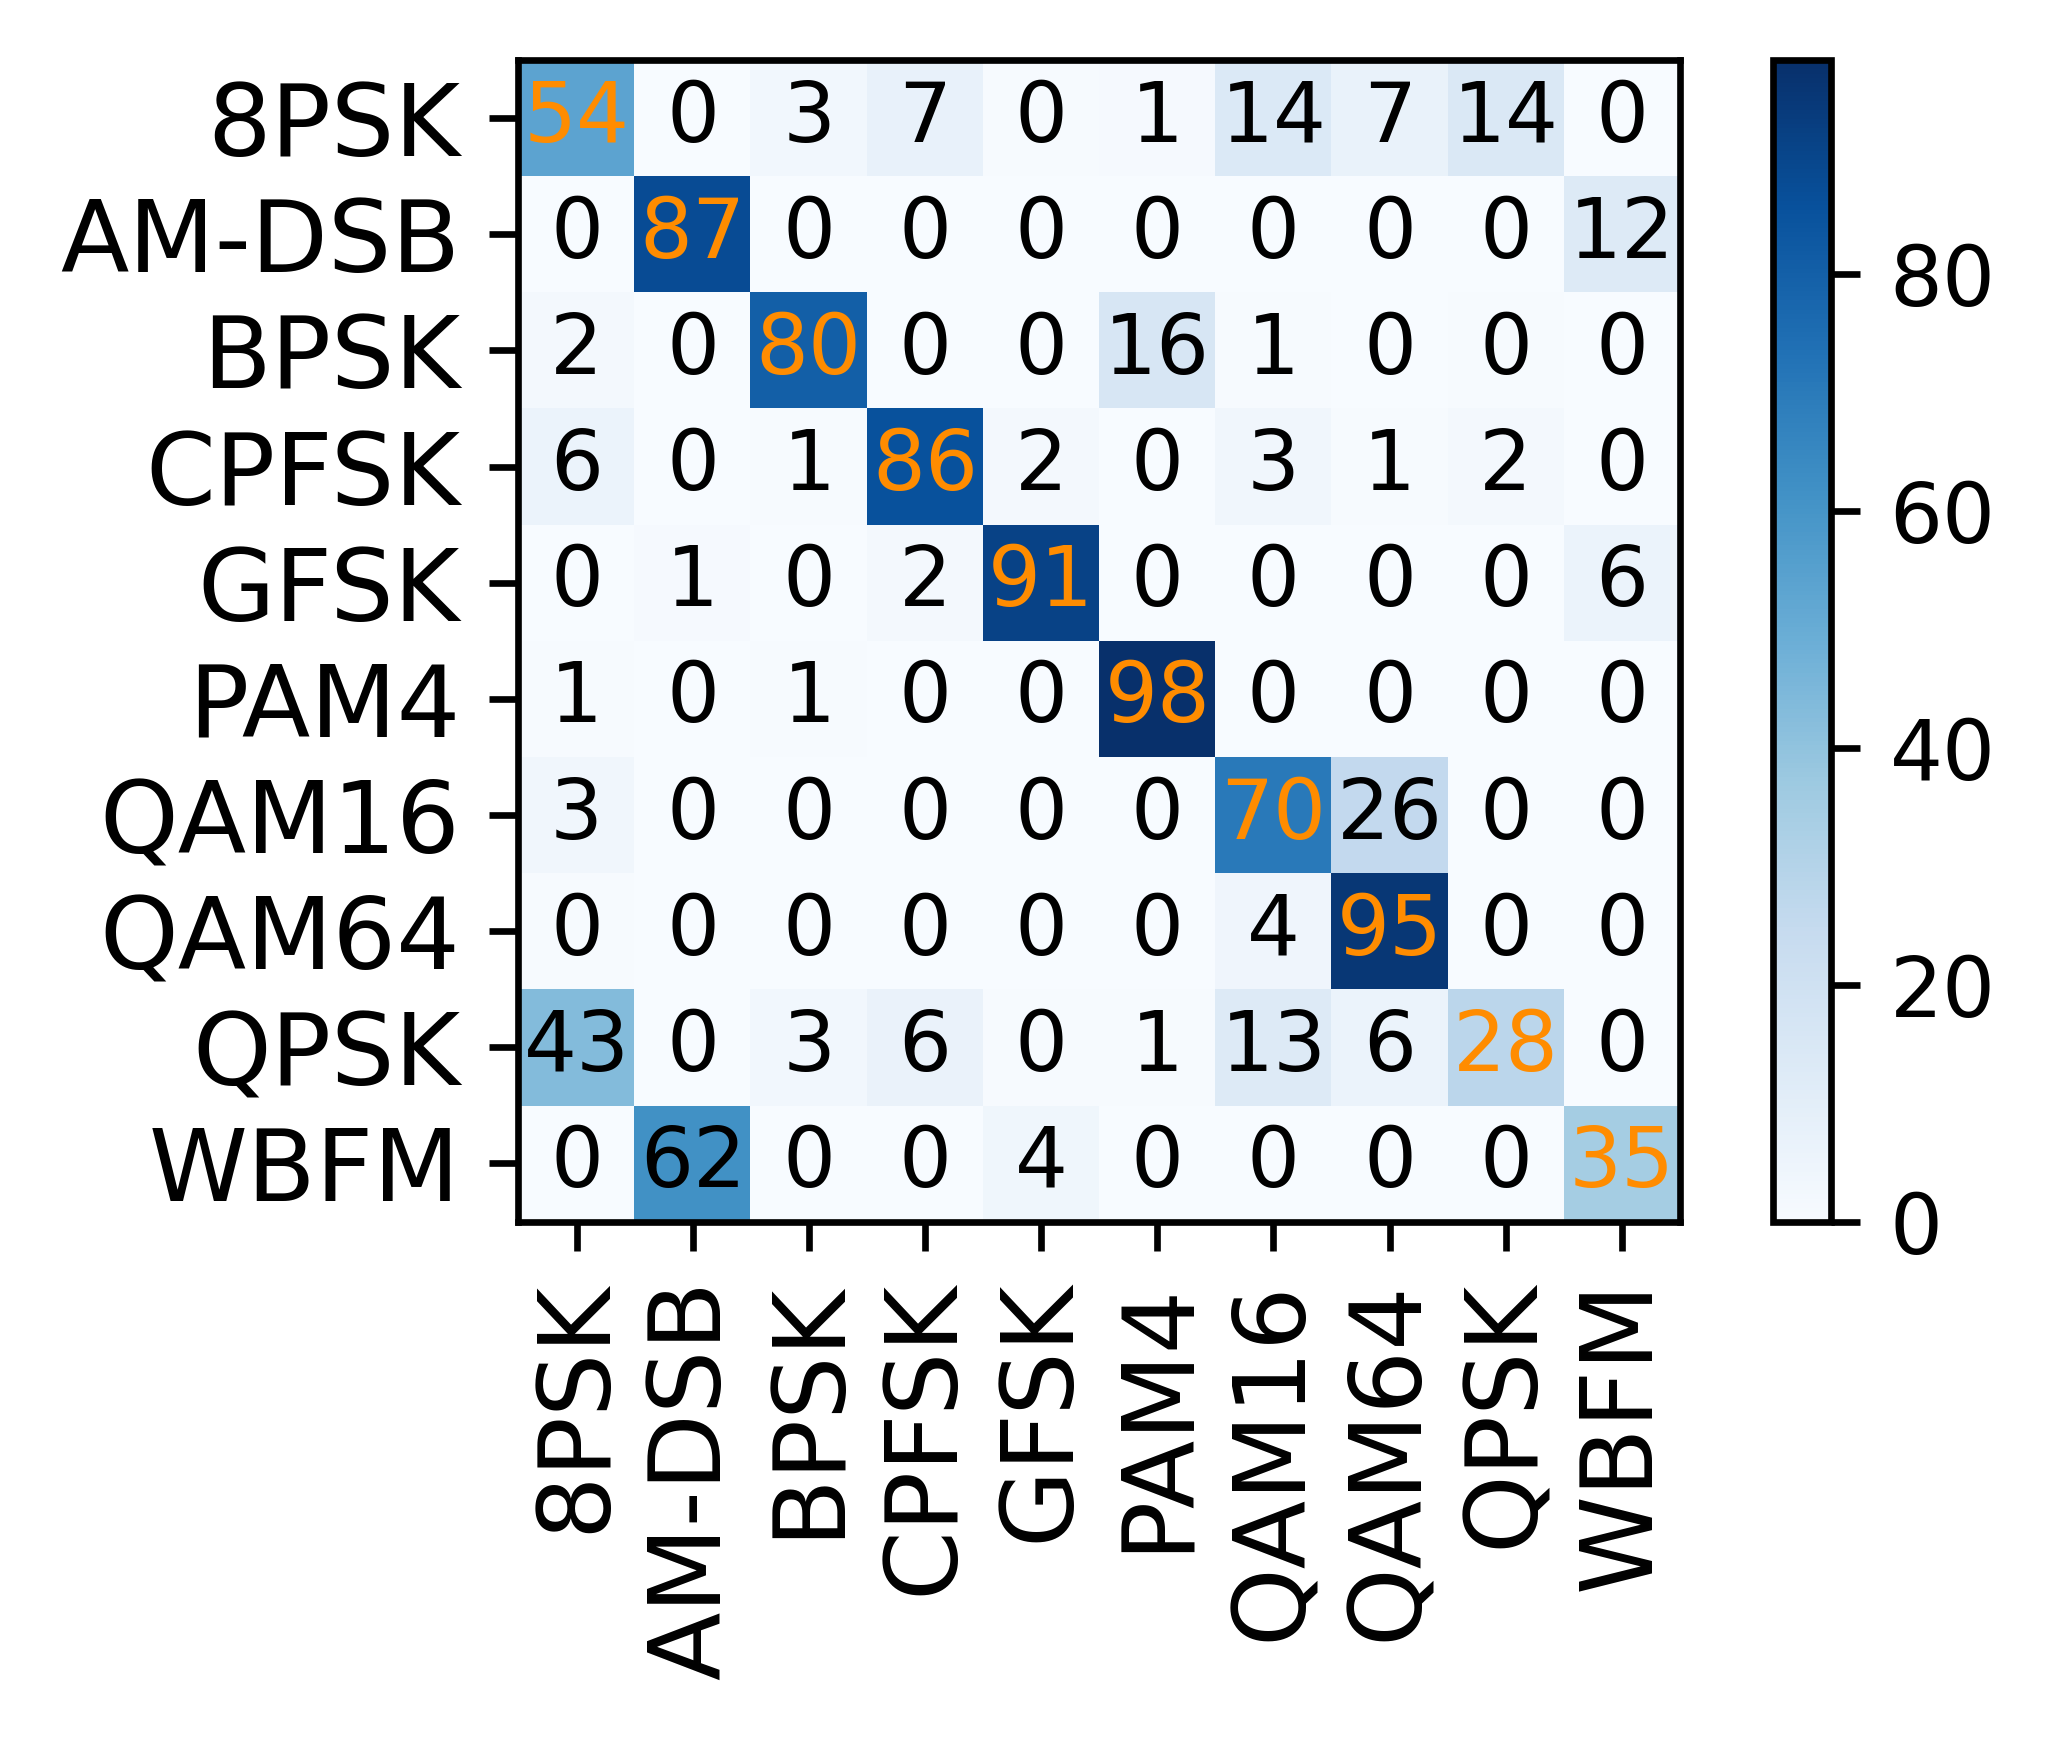 8PSK 54 0 3 7 0 1 14 7 14 0
AM-DSB 0 87 0 0 0 0 0 0 0 12
BPSK 2 0 80 0 0 16 1 0 0 0
CPFSK 6 0 1 86 2 0 3 1 2 0
GFSK 0 1 0 2 91 0 0 0 0 6
PAM4 1 0 1 0 0 98 0 0 0 0
QAM16 3 0 0 0 0 0 70 26 0 0
QAM64 0 0 0 0 0 0 4 95 0 0
QPSK 43 0 3 6 0 1 13 6 28 0
WBFM 0 62 0 0 4 0 0 0 0 35
8PSK
AM-DSB
BPSK
CPFSK
GFSK
PAM4
QAM16
QAM64
QPSK
WBFM
80
60
40
20
0